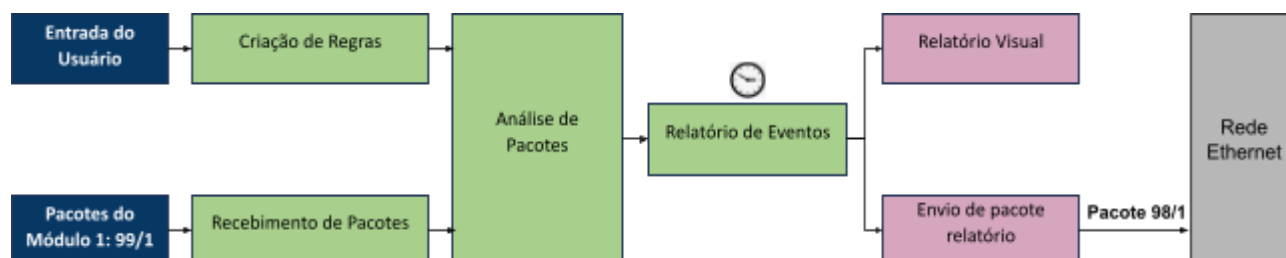 Entrada do
Usuário
Criação de Regras
Análise de
Pacotes
Relatório de Eventos
Relatório Visual
Rede
Ethernet
Pacotes do
Módulo 1: 99/1
Recebimento de Pacotes
Envio de pacote
relatório
Pacote 98/1